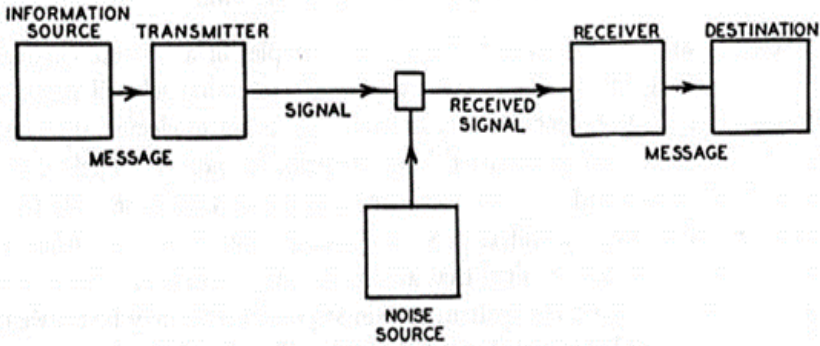 INFORMATION
SOURCE
TRANSMITTER
RECEIVER
DESTINATION
SIGNAL
RECEIVED
SIGNAL
MESSAGE
MESSAGE
NOISE
SOURCE